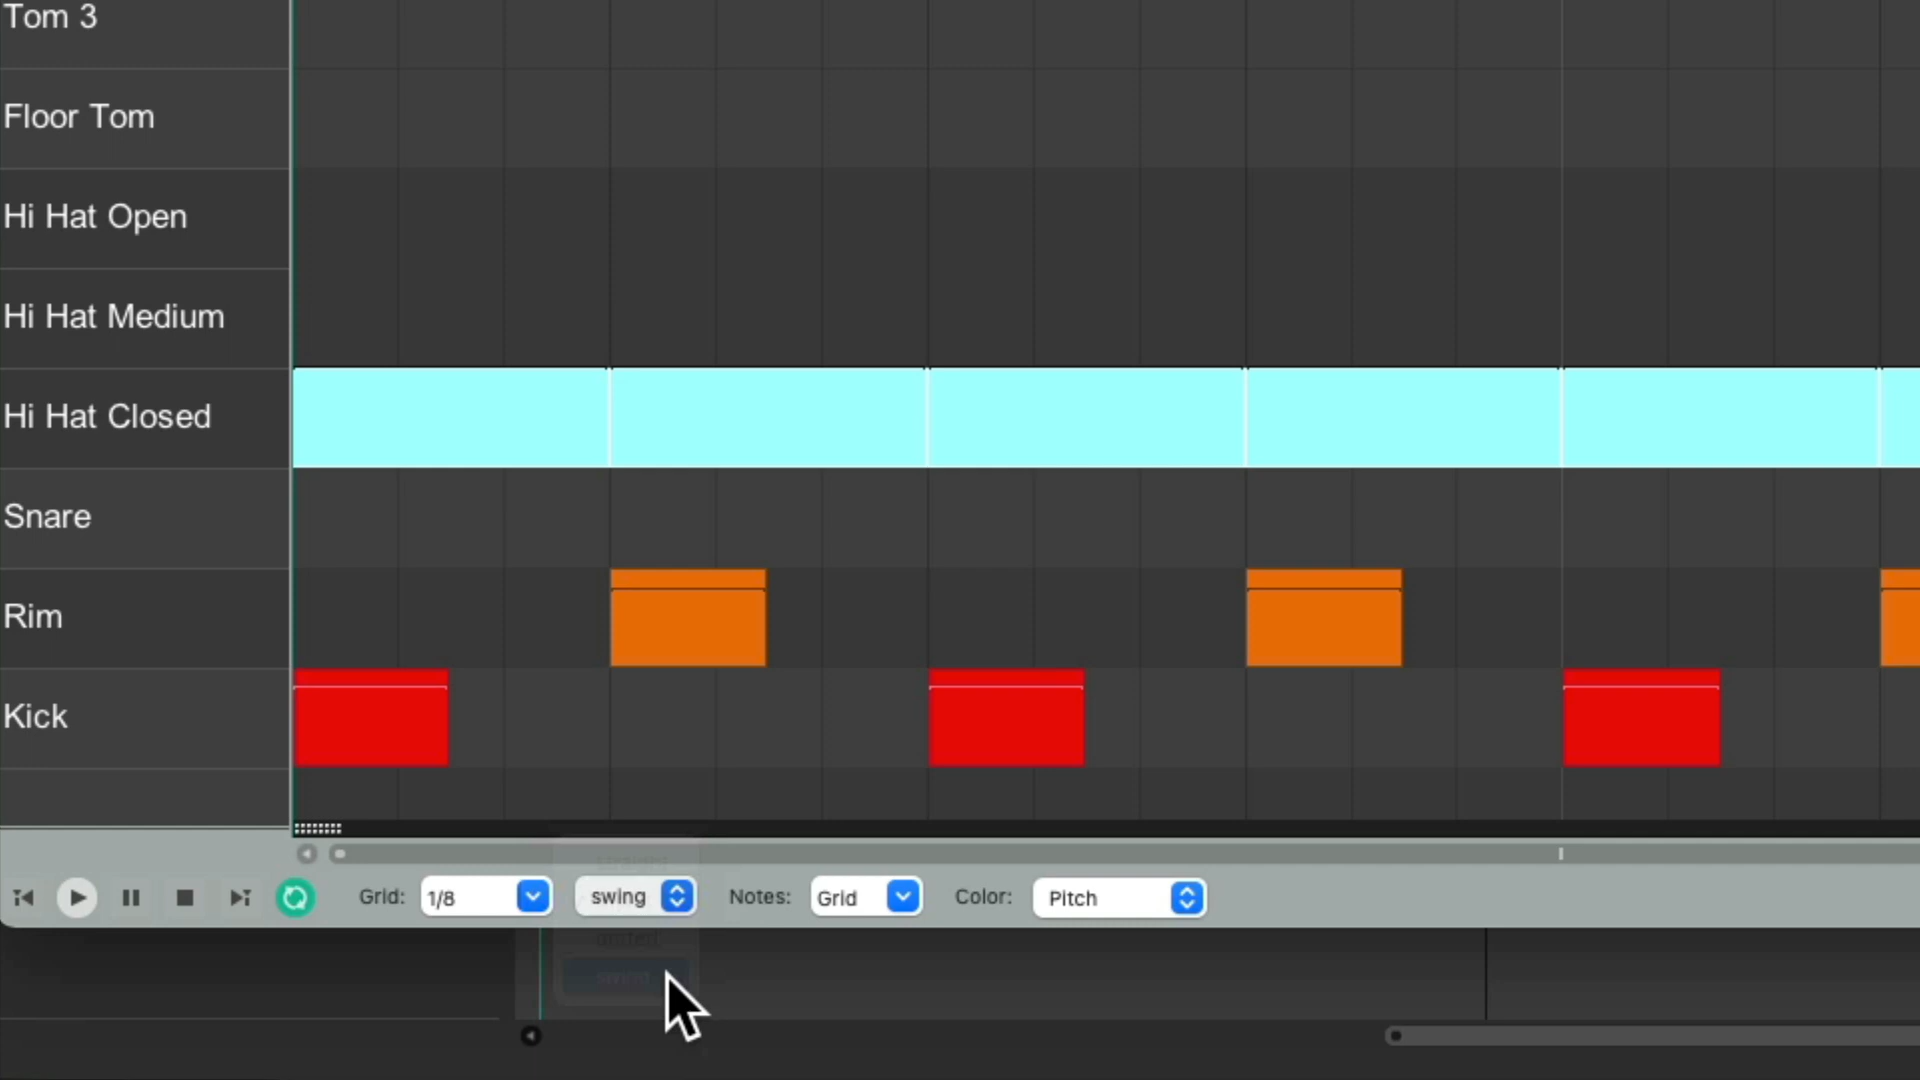 Tom 3
Floor Tom
Hi Hat Open
Hi Hat Medium
Hi Hat Closed
Snare
Rim
Kick
Grid: 1/8 swing Notes: Grid Color: Pitch
swing